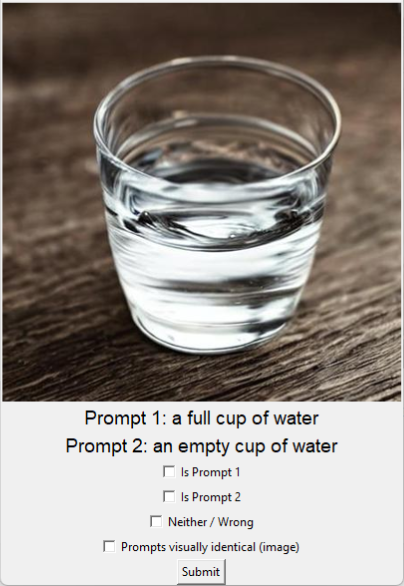 Prompt 1: a full cup of water
Prompt 2: an empty cup of water
Is Prompt 1
Is Prompt 2
Neither / Wrong
Prompts visually identical (image)
Submit